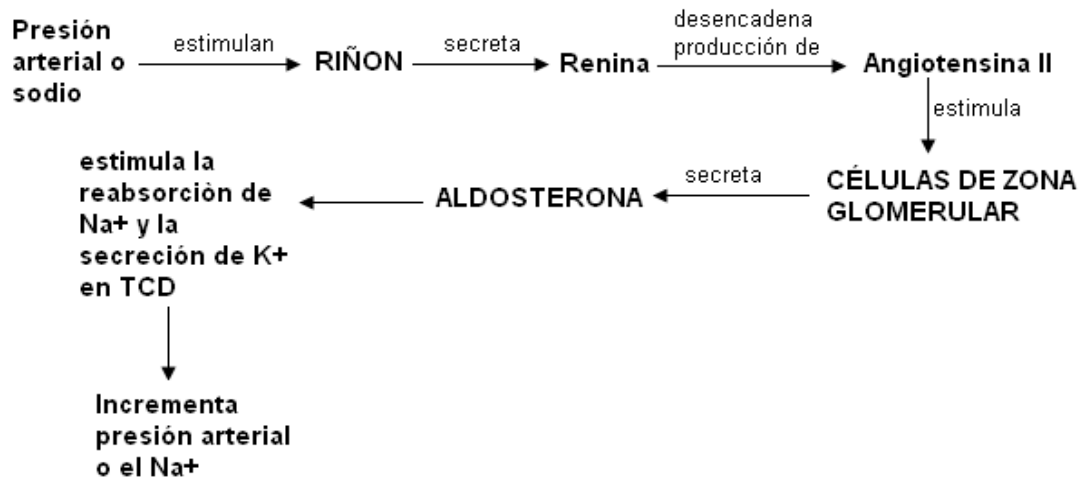 Presión
arterial o
sodio
estimulan
RIÑON
secreta
Renina
desencadena
producción de
Angiotensina II
estimula
CÉLULAS DE ZONA
GLOMERULAR
secreta
ALDOSTERONA
estimula la
reabsorciòn de
Na+ y la
secreción de K+
en TCD
Incrementa
presión arterial
o el Na+